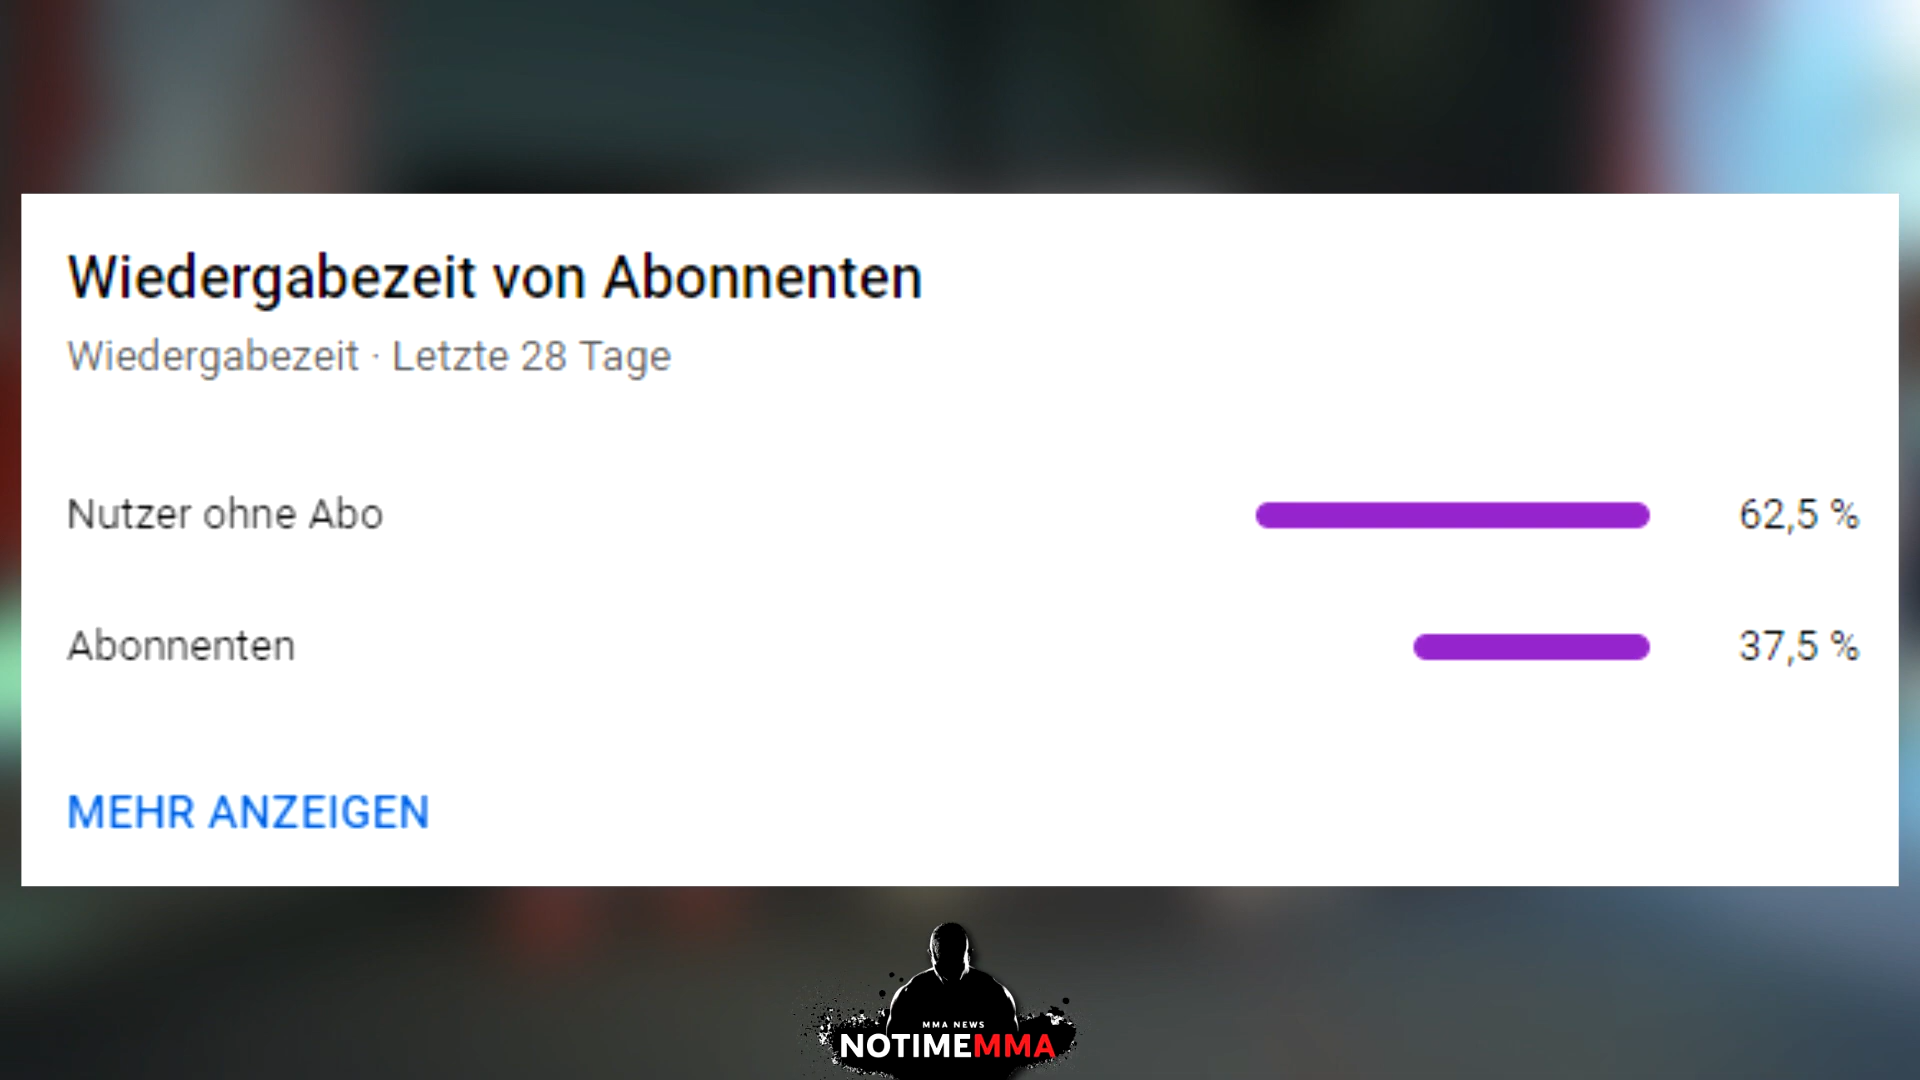 Wiedergabezeit von Abonnenten
Wiedergabezeit · Letzte 28 Tage
Nutzer ohne Abo 62,5 %
Abonnenten 37,5 %
MEHR ANZEIGEN
MMA NEWS
NOTIMEMMA